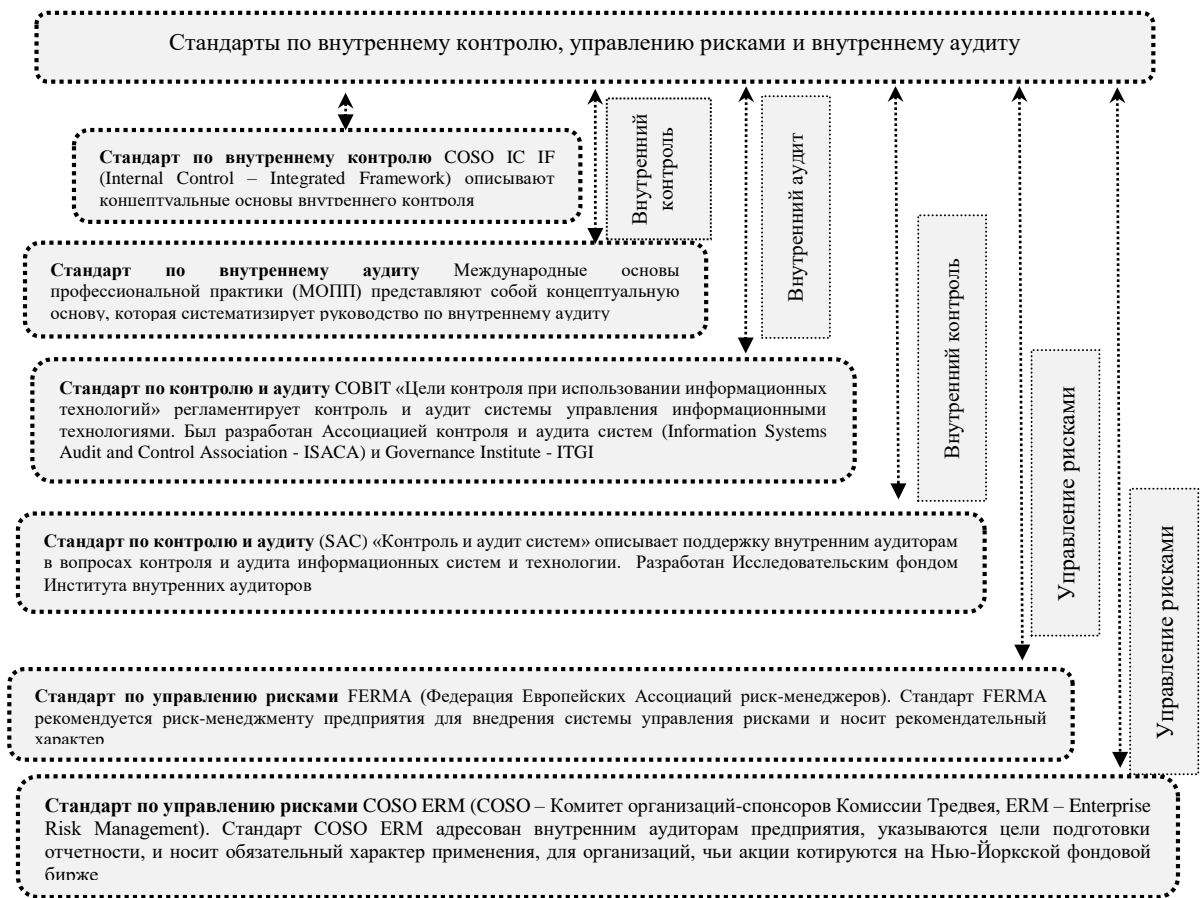 Стандарты по внутреннему контролю, управлению рисками и внутреннему аудиту
Стандарт по внутреннему контролю COSO IC IF
(Internal Control – Integrated Framework) описывают
концептуальные основы внутреннего контроля
Внутренний
контроль
Внутренний аудит
Внутренний контроль
Управление рисками
Управление рисками
Стандарт по внутреннему аудиту Международные основы
профессиональной практики (МОПП) представляют собой концептуальную
основу, которая систематизирует руководство по внутреннему аудиту
Стандарт по контролю и аудиту COBIT «Цели контроля при использовании информационных
технологий» регламентирует контроль и аудит системы управления информационными
технологиями. Был разработан Ассоциацией контроля и аудита систем (Information Systems
Audit and Control Association - ISACA) и Governance Institute - ITGI
Стандарт по контролю и аудиту (SAC) «Контроль и аудит систем» описывает поддержку внутренним аудиторам
в вопросах контроля и аудита информационных систем и технологии. Разработан Исследовательским фондом
Института внутренних аудиторов
Стандарт по управлению рисками FERMA (Федерация Европейских Ассоциаций риск-менеджеров). Стандарт FERMA
рекомендуется риск-менеджменту предприятия для внедрения системы управления рисками и носит рекомендательный
характер
Стандарт по управлению рисками COSO ERM (COSO – Комитет организаций-спонсоров Комиссии Тредвея, ERM – Enterprise
Risk Management). Стандарт COSO ERM адресован внутренним аудиторам предприятия, указываются цели подготовки
отчетности, и носит обязательный характер применения, для организаций, чьи акции котируются на Нью-Йоркской фондовой
бирже